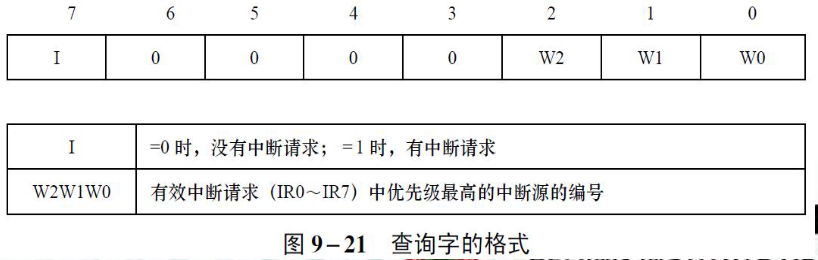 7 6 5 4 3 2 1 0
I 0 0 0 0 W2 W1 W0
I =0 时，没有中断请求；=1 时，有中断请求
W2W1W0 有效中断请求（IR0～IR7）中优先级最高的中断源的编号
图 9-21 查询字的格式